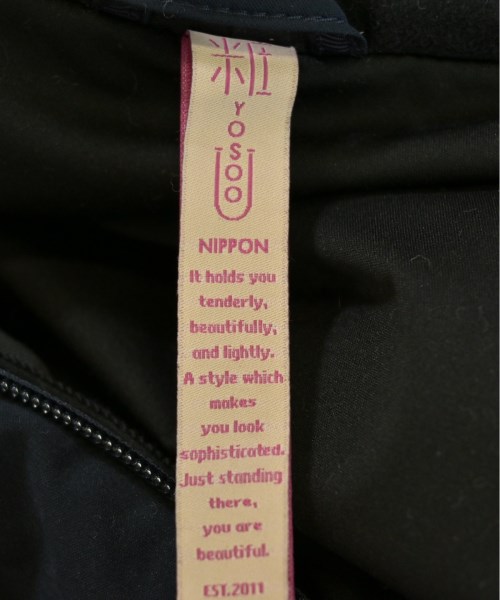 粧
YOSOO
NIPPON
It holds you
tenderly,
beautifully,
and lightly.
A style which
makes
you look
sophisticated.
Just standing
there,
you are
beautiful.
EST.2011